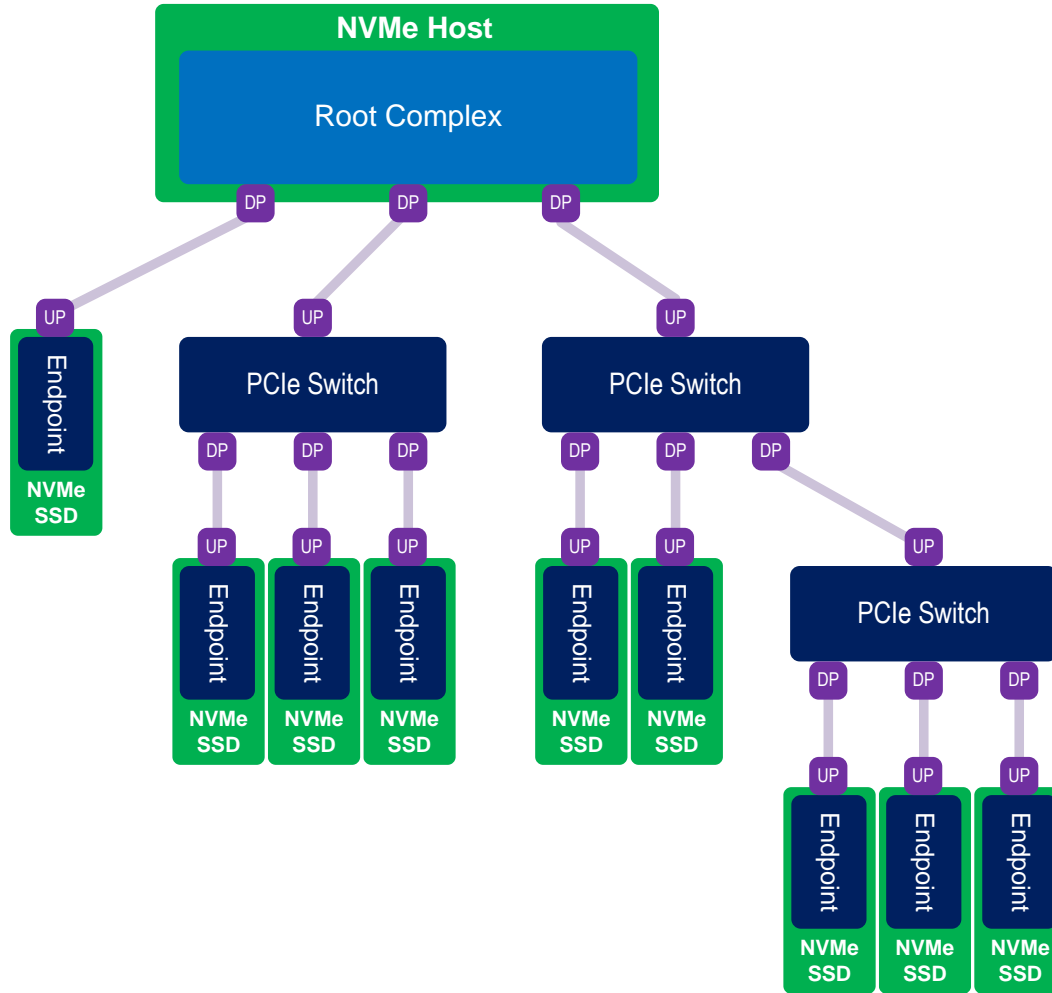 NVMe Host
Root Complex
DP
DP
DP
UP
UP
UP
Endpoint
NVMe
SSD
PCIe Switch
PCIe Switch
DP
DP
DP
DP
DP
DP
UP
UP
UP
UP
UP
UP
Endpoint
NVMe
SSD
Endpoint
NVMe
SSD
Endpoint
NVMe
SSD
Endpoint
NVMe
SSD
Endpoint
NVMe
SSD
PCIe Switch
DP
DP
DP
UP
UP
UP
Endpoint
NVMe
SSD
Endpoint
NVMe
SSD
Endpoint
NVMe
SSD